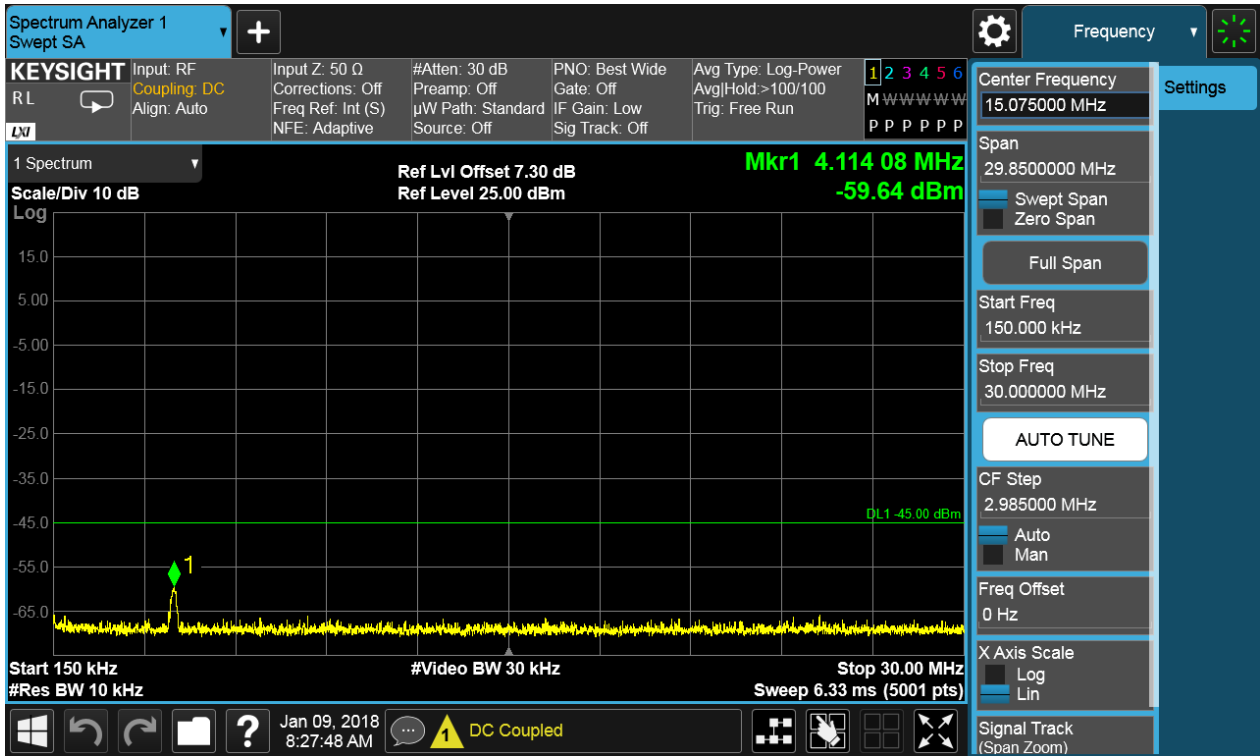 Spectrum Analyzer 1
Swept SA
Frequency
KEYSIGHT
RL
LXI
Input: RF
Coupling: DC
Align: Auto
Input Z: 50 Ω
Corrections: Off
Freq Ref: Int (S)
NFE: Adaptive
#Atten: 30 dB
Preamp: Off
µW Path: Standard
Source: Off
PNO: Best Wide
Gate: Off
IF Gain: Low
Sig Track: Off
Avg Type: Log-Power
Avg|Hold:>100/100
Trig: Free Run
1 2 3 4 5 6
M W W W W W
P P P P P P
1 Spectrum
Scale/Div 10 dB
Log
Ref Lvl Offset 7.30 dB
Ref Level 25.00 dBm
Mkr1 4.114 08 MHz
-59.64 dBm
15.0
5.00
-5.00
-15.0
-25.0
-35.0
-45.0
-55.0
-65.0
DL1 -45.00 dBm
1
Start 150 kHz
#Res BW 10 kHz
#Video BW 30 kHz
Stop 30.00 MHz
Sweep 6.33 ms (5001 pts)
Center Frequency
15.075000 MHz
Span
29.8500000 MHz
Swept Span
Zero Span
Full Span
Start Freq
150.000 kHz
Stop Freq
30.000000 MHz
AUTO TUNE
CF Step
2.985000 MHz
Auto
Man
Freq Offset
0 Hz
X Axis Scale
Log
Lin
Signal Track
(Span Zoom)
Settings
?
Jan 09, 2018
8:27:48 AM
1
DC Coupled